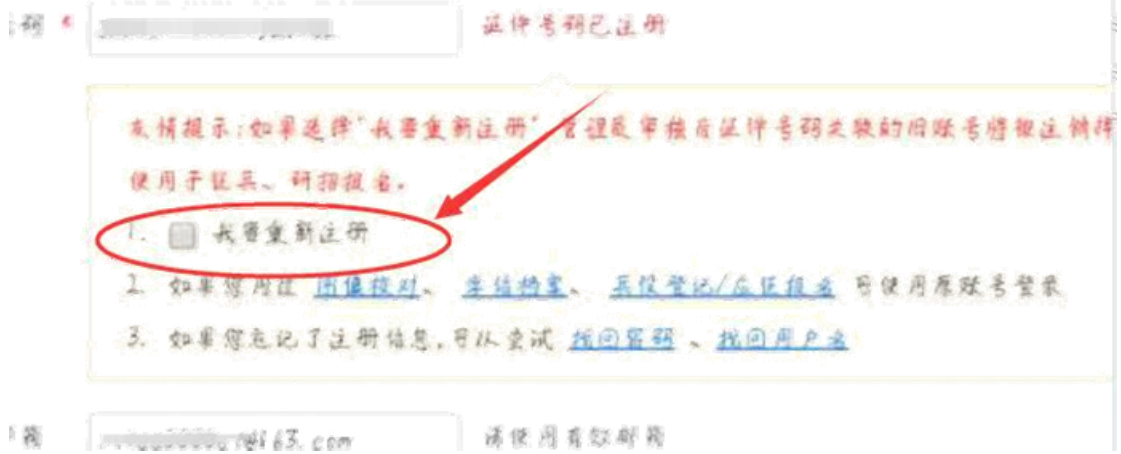 码 * 证件号码已注册
友情提示:如果选择"我要重新注册" 管理员审核后证件号码关联的旧账号将被注销掉
使用于征兵、研招报名。
1. 我要重新注册
2. 如果您用过 图像校对、学信档案、兵役登记/应征报名 可使用原账号登录
3. 如果您忘记了注册信息,可以尝试 找回密码 、找回用户名
邮箱 @163.com 请使用有效邮箱